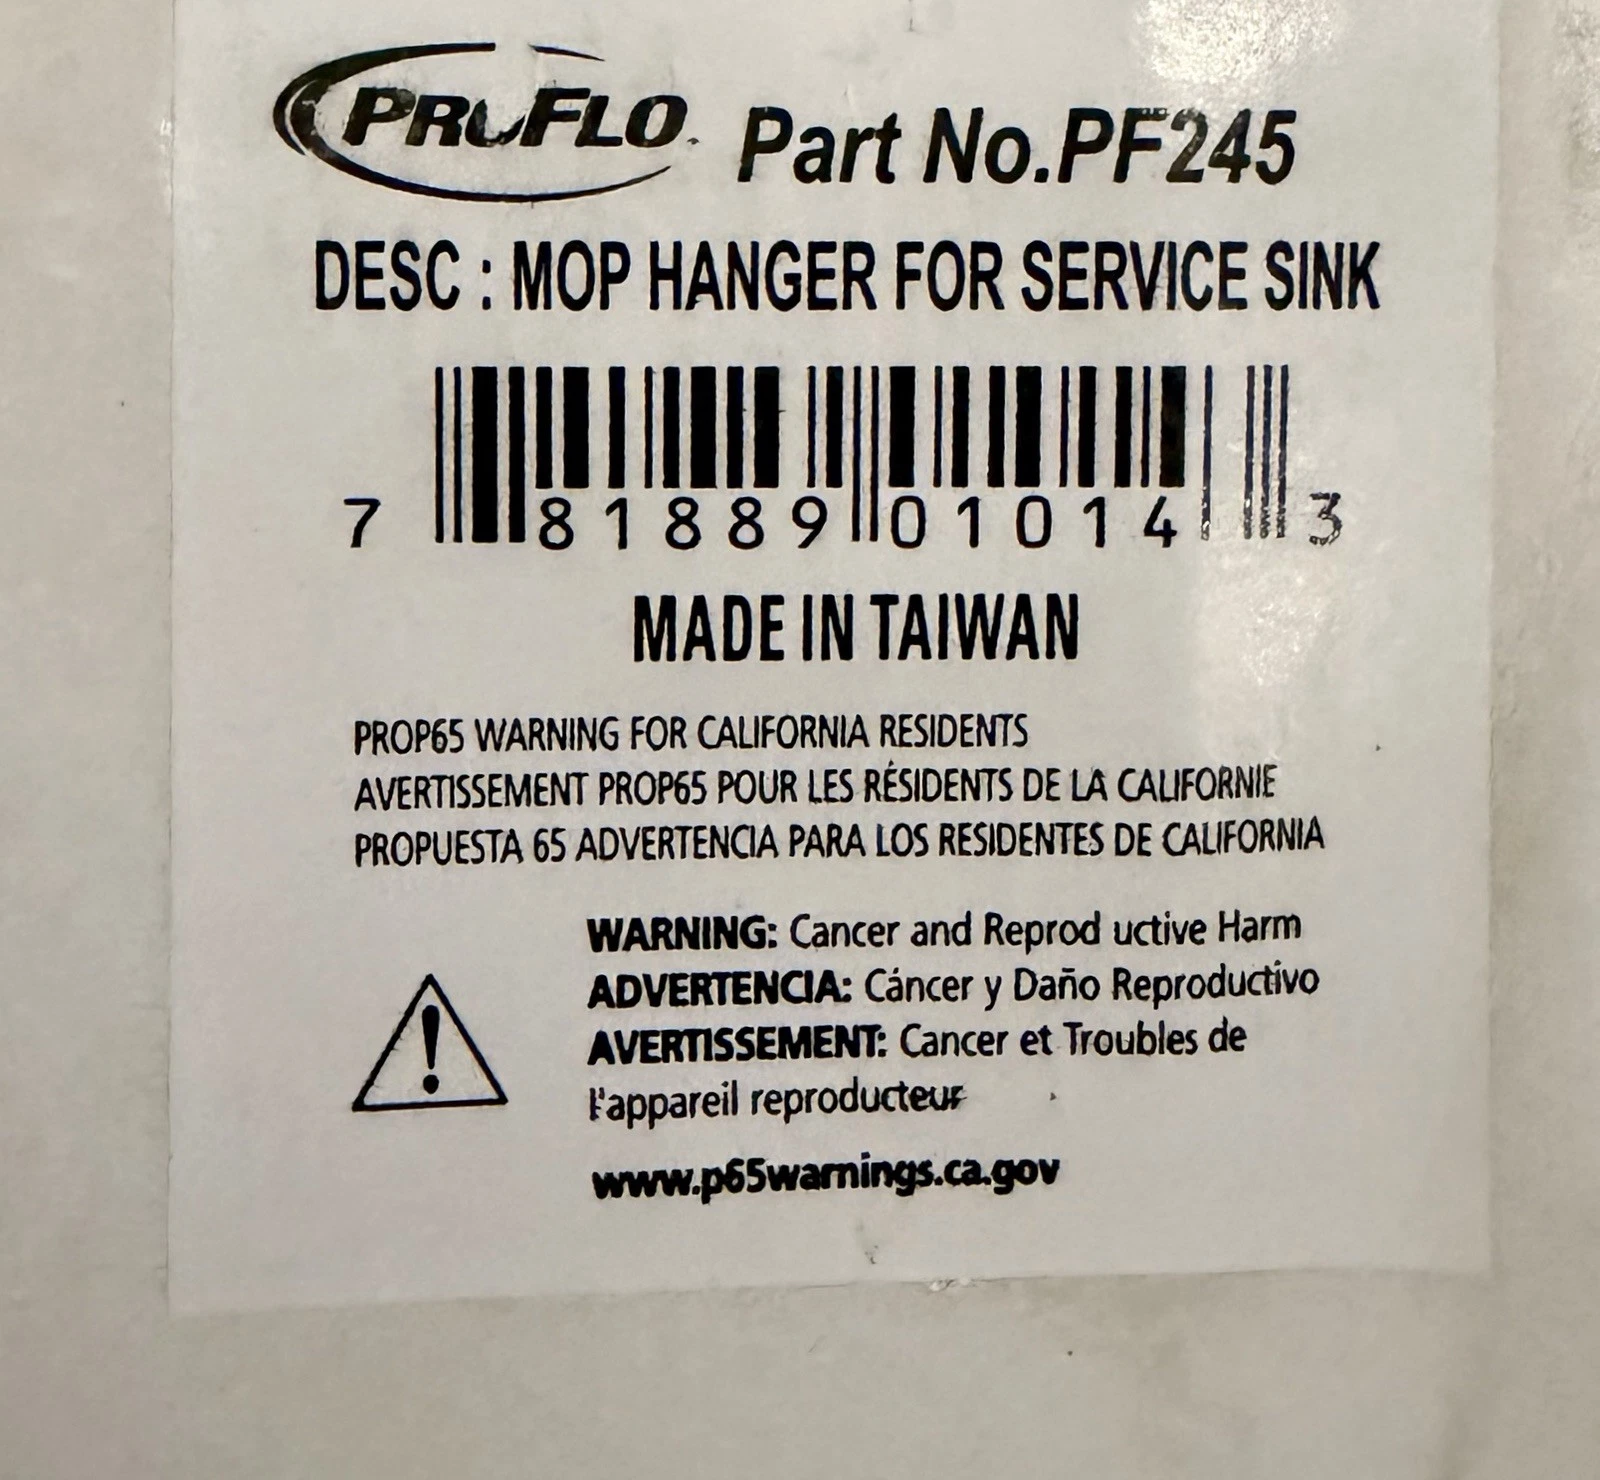 PROFLO. Part No.PF245
DESC : MOP HANGER FOR SERVICE SINK
7 81889 01014 3
MADE IN TAIWAN
PROP65 WARNING FOR CALIFORNIA RESIDENTS
AVERTISSEMENT PROP65 POUR LES RÉSIDENTS DE LA CALIFORNIE
PROPUESTA 65 ADVERTENCIA PARA LOS RESIDENTES DE CALIFORNIA
WARNING: Cancer and Reprod uctive Harm
ADVERTENCIA: Cáncer y Daño Reproductivo
AVERTISSEMENT: Cancer et Troubles de
l'appareil reproducteur
www.p65warnings.ca.gov